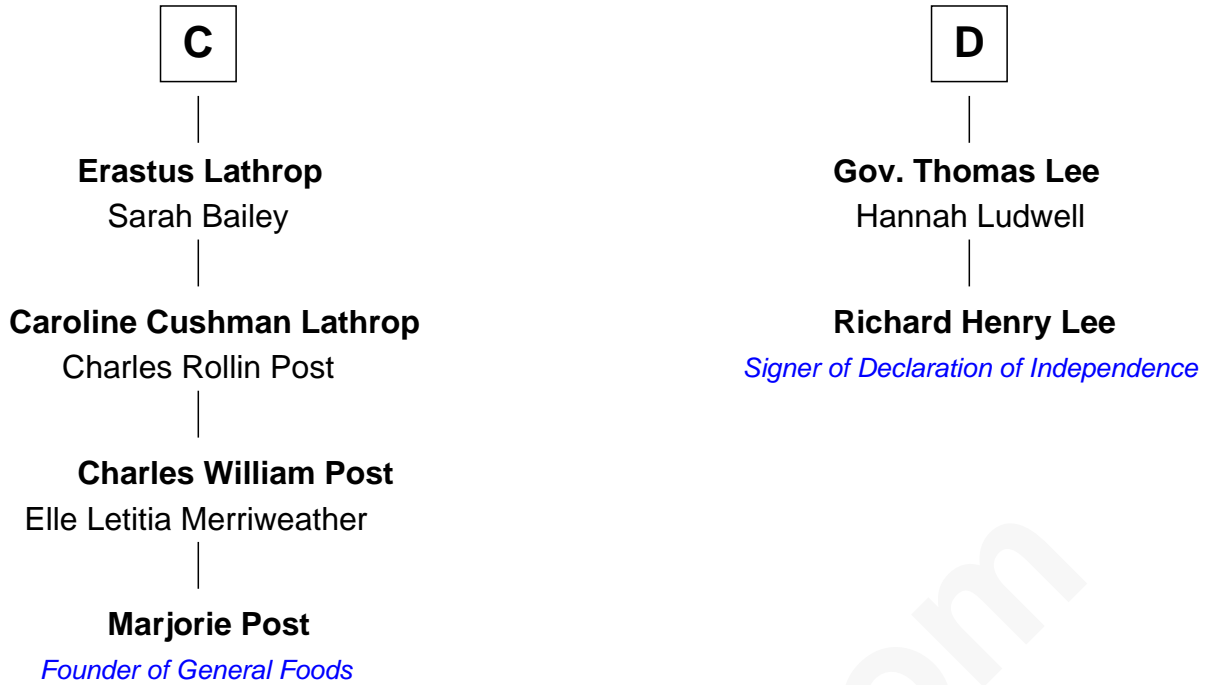 C
Erastus Lathrop
Sarah Bailey
Caroline Cushman Lathrop
Charles Rollin Post
Charles William Post
Elle Letitia Merriweather
Marjorie Post
Founder of General Foods
D
Gov. Thomas Lee
Hannah Ludwell
Richard Henry Lee
Signer of Declaration of Independence
om